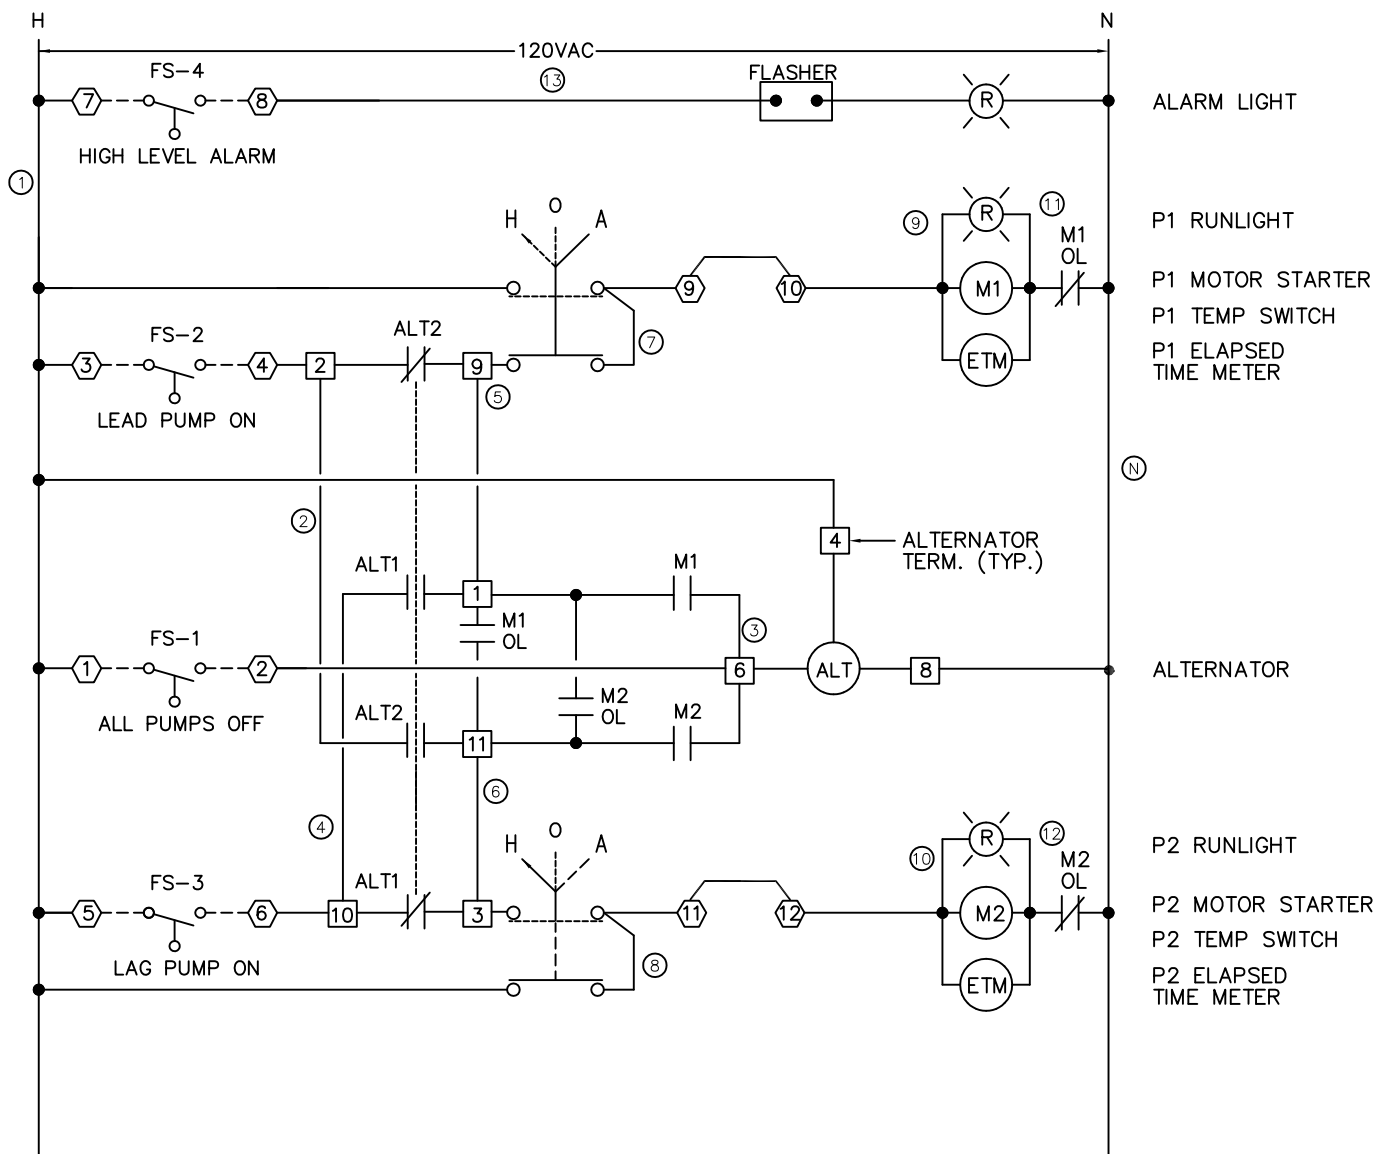 H N
120VAC
FS-4 13 FLASHER
7 8 R ALARM LIGHT
HIGH LEVEL ALARM
1
H O A 9 R 11 P1 RUNLIGHT
M1
OL
9 10 M1 P1 MOTOR STARTER
P1 TEMP SWITCH
FS-2 ALT2 7
3 4 2 9 ETM P1 ELAPSED
TIME METER
5
LEAD PUMP ON
N
2
4 ALTERNATOR
TERM. (TYP.)
ALT1 1 M1
M1
OL
3
FS-1
1 2 6 ALT 8 ALTERNATOR
M2
OL
ALL PUMPS OFF ALT2 11 M2
6
4
H O A 10 R 12 P2 RUNLIGHT
M2
OL
FS-3 ALT1
5 6 10 3 11 12 M2 P2 MOTOR STARTER
P2 TEMP SWITCH
LAG PUMP ON 8
ETM P2 ELAPSED
TIME METER